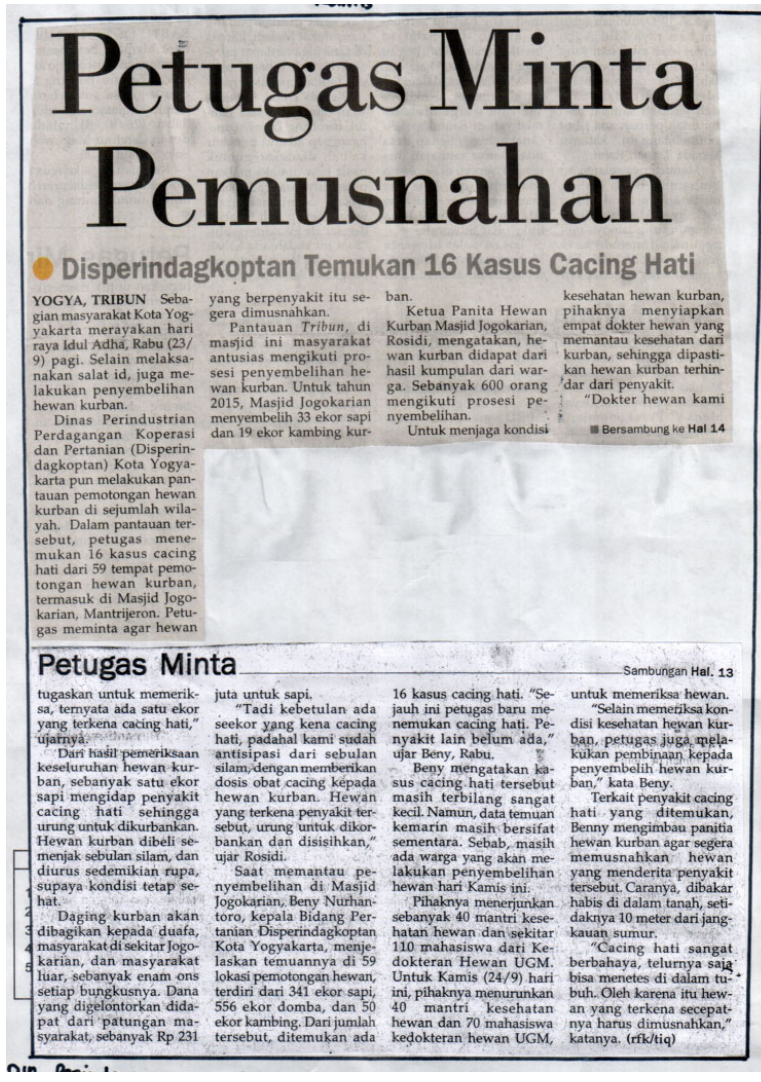 Petugas Minta
Pemusnahan
Disperindagkoptan Temukan 16 Kasus Cacing Hati
YOGYA, TRIBUN Seba-
gian masyarakat Kota Yog-
yakarta merayakan hari
raya Idul Adha, Rabu (23/
9) pagi. Selain melaksa-
nakan salat id, juga me-
lakukan penyembelihan
hewan kurban.
Dinas Perindustrian
Perdagangan Koperasi
dan Pertanian (Disperin-
dagkoptan) Kota Yogya-
karta pun melakukan pan-
tauan pemotongan hewan
kurban di sejumlah wila-
yah. Dalam pantauan ter-
sebut, petugas mene-
mukan 16 kasus cacing
hati dari 59 tempat pemo-
tongan hewan kurban,
termasuk di Masjid Jogo-
karian, Mantrijeron. Petu-
gas meminta agar hewan
yang berpenyakit itu se-
gera dimusnahkan.
Pantauan Tribun, di
masjid ini masyarakat
antusias mengikuti pro-
sesi penyembelihan he-
wan kurban. Untuk tahun
2015, Masjid Jogokarian
menyembelih 33 ekor sapi
dan 19 ekor kambing kur-
ban.
Ketua Panita Hewan
Kurban Masjid Jogokarian,
Rosidi, mengatakan, he-
wan kurban didapat dari
hasil kumpulan dari war-
ga. Sebanyak 600 orang
mengikuti prosesi pe-
nyembelihan.
Untuk menjaga kondisi
kesehatan hewan kurban,
pihaknya menyiapkan
empat dokter hewan yang
memantau kesehatan dari
kurban, sehingga dipasti-
kan hewan kurban terhin-
dar dari penyakit.
"Dokter hewan kami
Bersambung ke Hal 14
Petugas Minta
Sambungan Hal. 13
tugaskan untuk memerik-
sa, ternyata ada satu ekor
yang terkena cacing hati,"
ujarnya.
Dari hasil pemeriksaan
keseluruhan hewan kur-
ban, sebanyak satu ekor
sapi mengidap penyakit
cacing hati sehingga
urung untuk dikurbankan.
Hewan kurban dibeli se-
menjak sebulan silam, dan
diurus sedemikian rupa,
supaya kondisi tetap se-
hat.
Daging kurban akan
dibagikan kepada duafa,
masyarakat di sekitar Jogo-
karian, dan masyarakat
luar, sebanyak enam ons
setiap bungkusnya. Dana
yang digelontorkan dida-
pat dari patungan ma-
syarakat, sebanyak Rp 231
juta untuk sapi.
"Tadi kebetulan ada
seekor yang kena cacing
hati, padahal kami sudah
antisipasi dari sebulan
silam, dengan memberikan
dosis obat cacing kepada
hewan kurban. Hewan
yang terkena penyakit ter-
sebut, urung untuk dikor-
bankan dan disisihkan,"
ujar Rosidi.
Saat memantau pe-
nyembelihan di Masjid
Jogokarian, Beny Nurhan-
toro, kepala Bidang Per-
tanian Disperindagkoptan
Kota Yogyakarta, menje-
laskan temuannya di 59
lokasi pemotongan hewan,
terdiri dari 341 ekor sapi,
556 ekor domba, dan 50
ekor kambing. Dari jumlah
tersebut, ditemukan ada
16 kasus cacing hati. "Se-
jauh ini petugas baru me-
nemukan cacing hati. Pe-
nyakit lain belum ada,"
ujar Beny, Rabu.
Beny mengatakan ka-
sus cacing hati tersebut
masih terbilang sangat
kecil. Namun, data temuan
kemarin masih bersifat
sementara. Sebab, masih
ada warga yang akan me-
lakukan penyembelihan
hewan hari Kamis ini.
Pihaknya menerjunkan
sebanyak 40 mantri kese-
hatan hewan dan sekitar
110 mahasiswa dari Ke-
dokteran Hewan UGM.
Untuk Kamis (24/9) hari
ini, pihaknya menurunkan
40 mantri kesehatan
hewan dan 70 mahasiswa
kedokteran hewan UGM,
untuk memeriksa hewan.
"Selain memeriksa kon-
disi kesehatan hewan kur-
ban, petugas juga mela-
kukan pembinaan kepada
penyembelih hewan kur-
ban," kata Beny.
Terkait penyakit cacing
hati yang ditemukan,
Benny mengimbau panitia
hewan kurban agar segera
memusnahkan hewan
yang menderita penyakit
tersebut. Caranya, dibakar
habis di dalam tanah, seti-
daknya 10 meter dari jang-
kauan sumur.
"Cacing hati sangat
berbahaya, telurnya saja
bisa menetes di dalam tu-
buh. Oleh karena itu hew-
an yang terkena secepat-
nya harus dimusnahkan,"
katanya. (rfk/tiq)